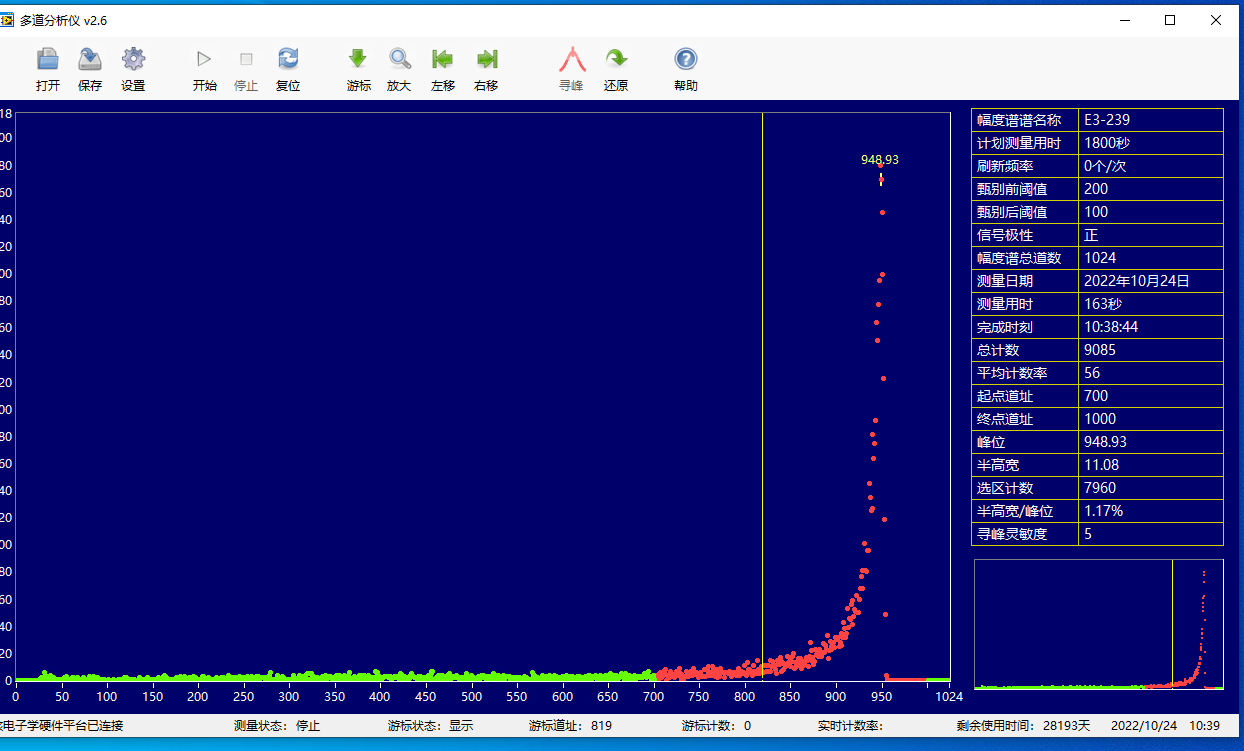 多道分析仪 v2.6
打开 保存 设置 开始 停止 复位 游标 放大 左移 右移 寻峰 还原 帮助
18
00
80
60
40
20
00
80
60
40
20
00
80
60
40
20
00
80
60
40
20
0
948.93
0 50 100 150 200 250 300 350 400 450 500 550 600 650 700 750 800 850 900 950 1024
幅度谱谱名称 E3-239
计划测量用时 1800秒
刷新频率 0个/次
甄别前阈值 200
甄别后阈值 100
信号极性 正
幅度谱总道数 1024
测量日期 2022年10月24日
测量用时 163秒
完成时刻 10:38:44
总计数 9085
平均计数率 56
起点道址 700
终点道址 1000
峰位 948.93
半高宽 11.08
选区计数 7960
半高宽/峰位 1.17%
寻峰灵敏度 5
核电子学硬件平台已连接 测量状态: 停止 游标状态: 显示 游标道址: 819 游标计数: 0 实时计数率: 剩余使用时间: 28193天 2022/10/24 10:39